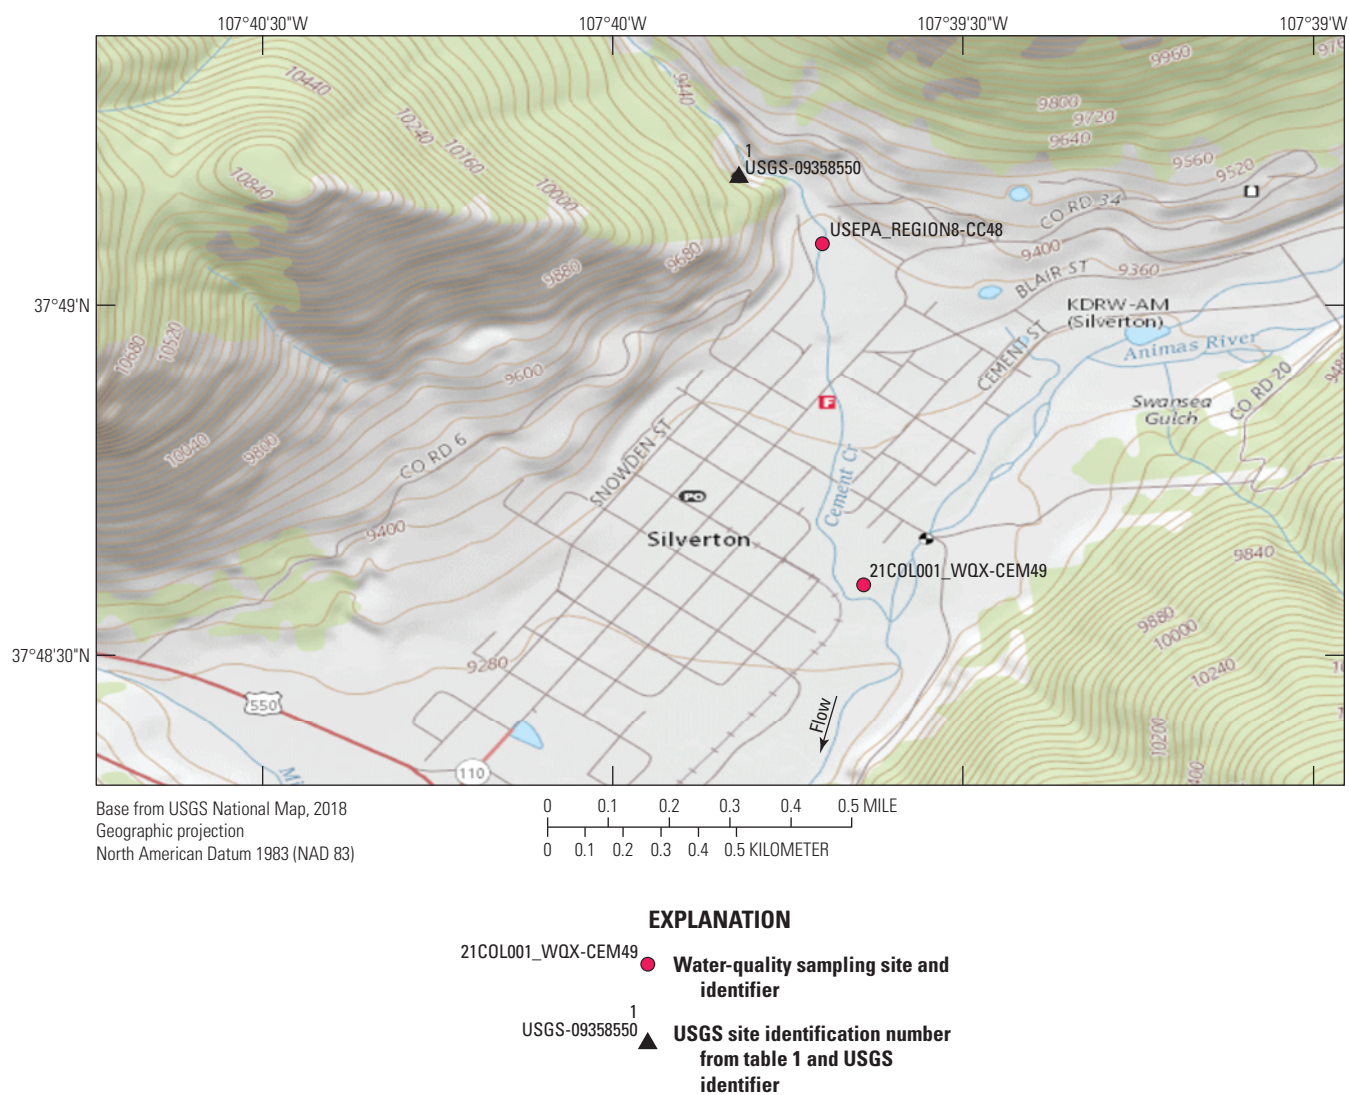 107°40'30"W
107°40'W
107°39'30"W
107°39'W
10440
9440
9960
9800
9720
9640
10240
10160
9560
9520
1
USGS-09358550
10840
10000
CO RD 34
USEPA_REGION8-CC48
9400
9880
9680
BLAIR ST
9360
37°49'N
KDRW-AM
(Silverton)
10680
10520
CEMENT ST
Animas River
9600
CO RD 20
Swansea
Gulch
F
10040
9800
CO RD 6
SNOWDEN ST
Cement Cr
PO
9400
Silverton
9840
21COL001_WQX-CEM49
9880
10000
37°48'30"N
9280
10240
550
Flow
10200
110
Base from USGS National Map, 2018
Geographic projection
North American Datum 1983 (NAD 83)
0 0.1 0.2 0.3 0.4 0.5 MILE
0 0.1 0.2 0.3 0.4 0.5 KILOMETER
EXPLANATION
21COL001_WQX-CEM49
Water-quality sampling site and
identifier
1
USGS-09358550
USGS site identification number
from table 1 and USGS
identifier